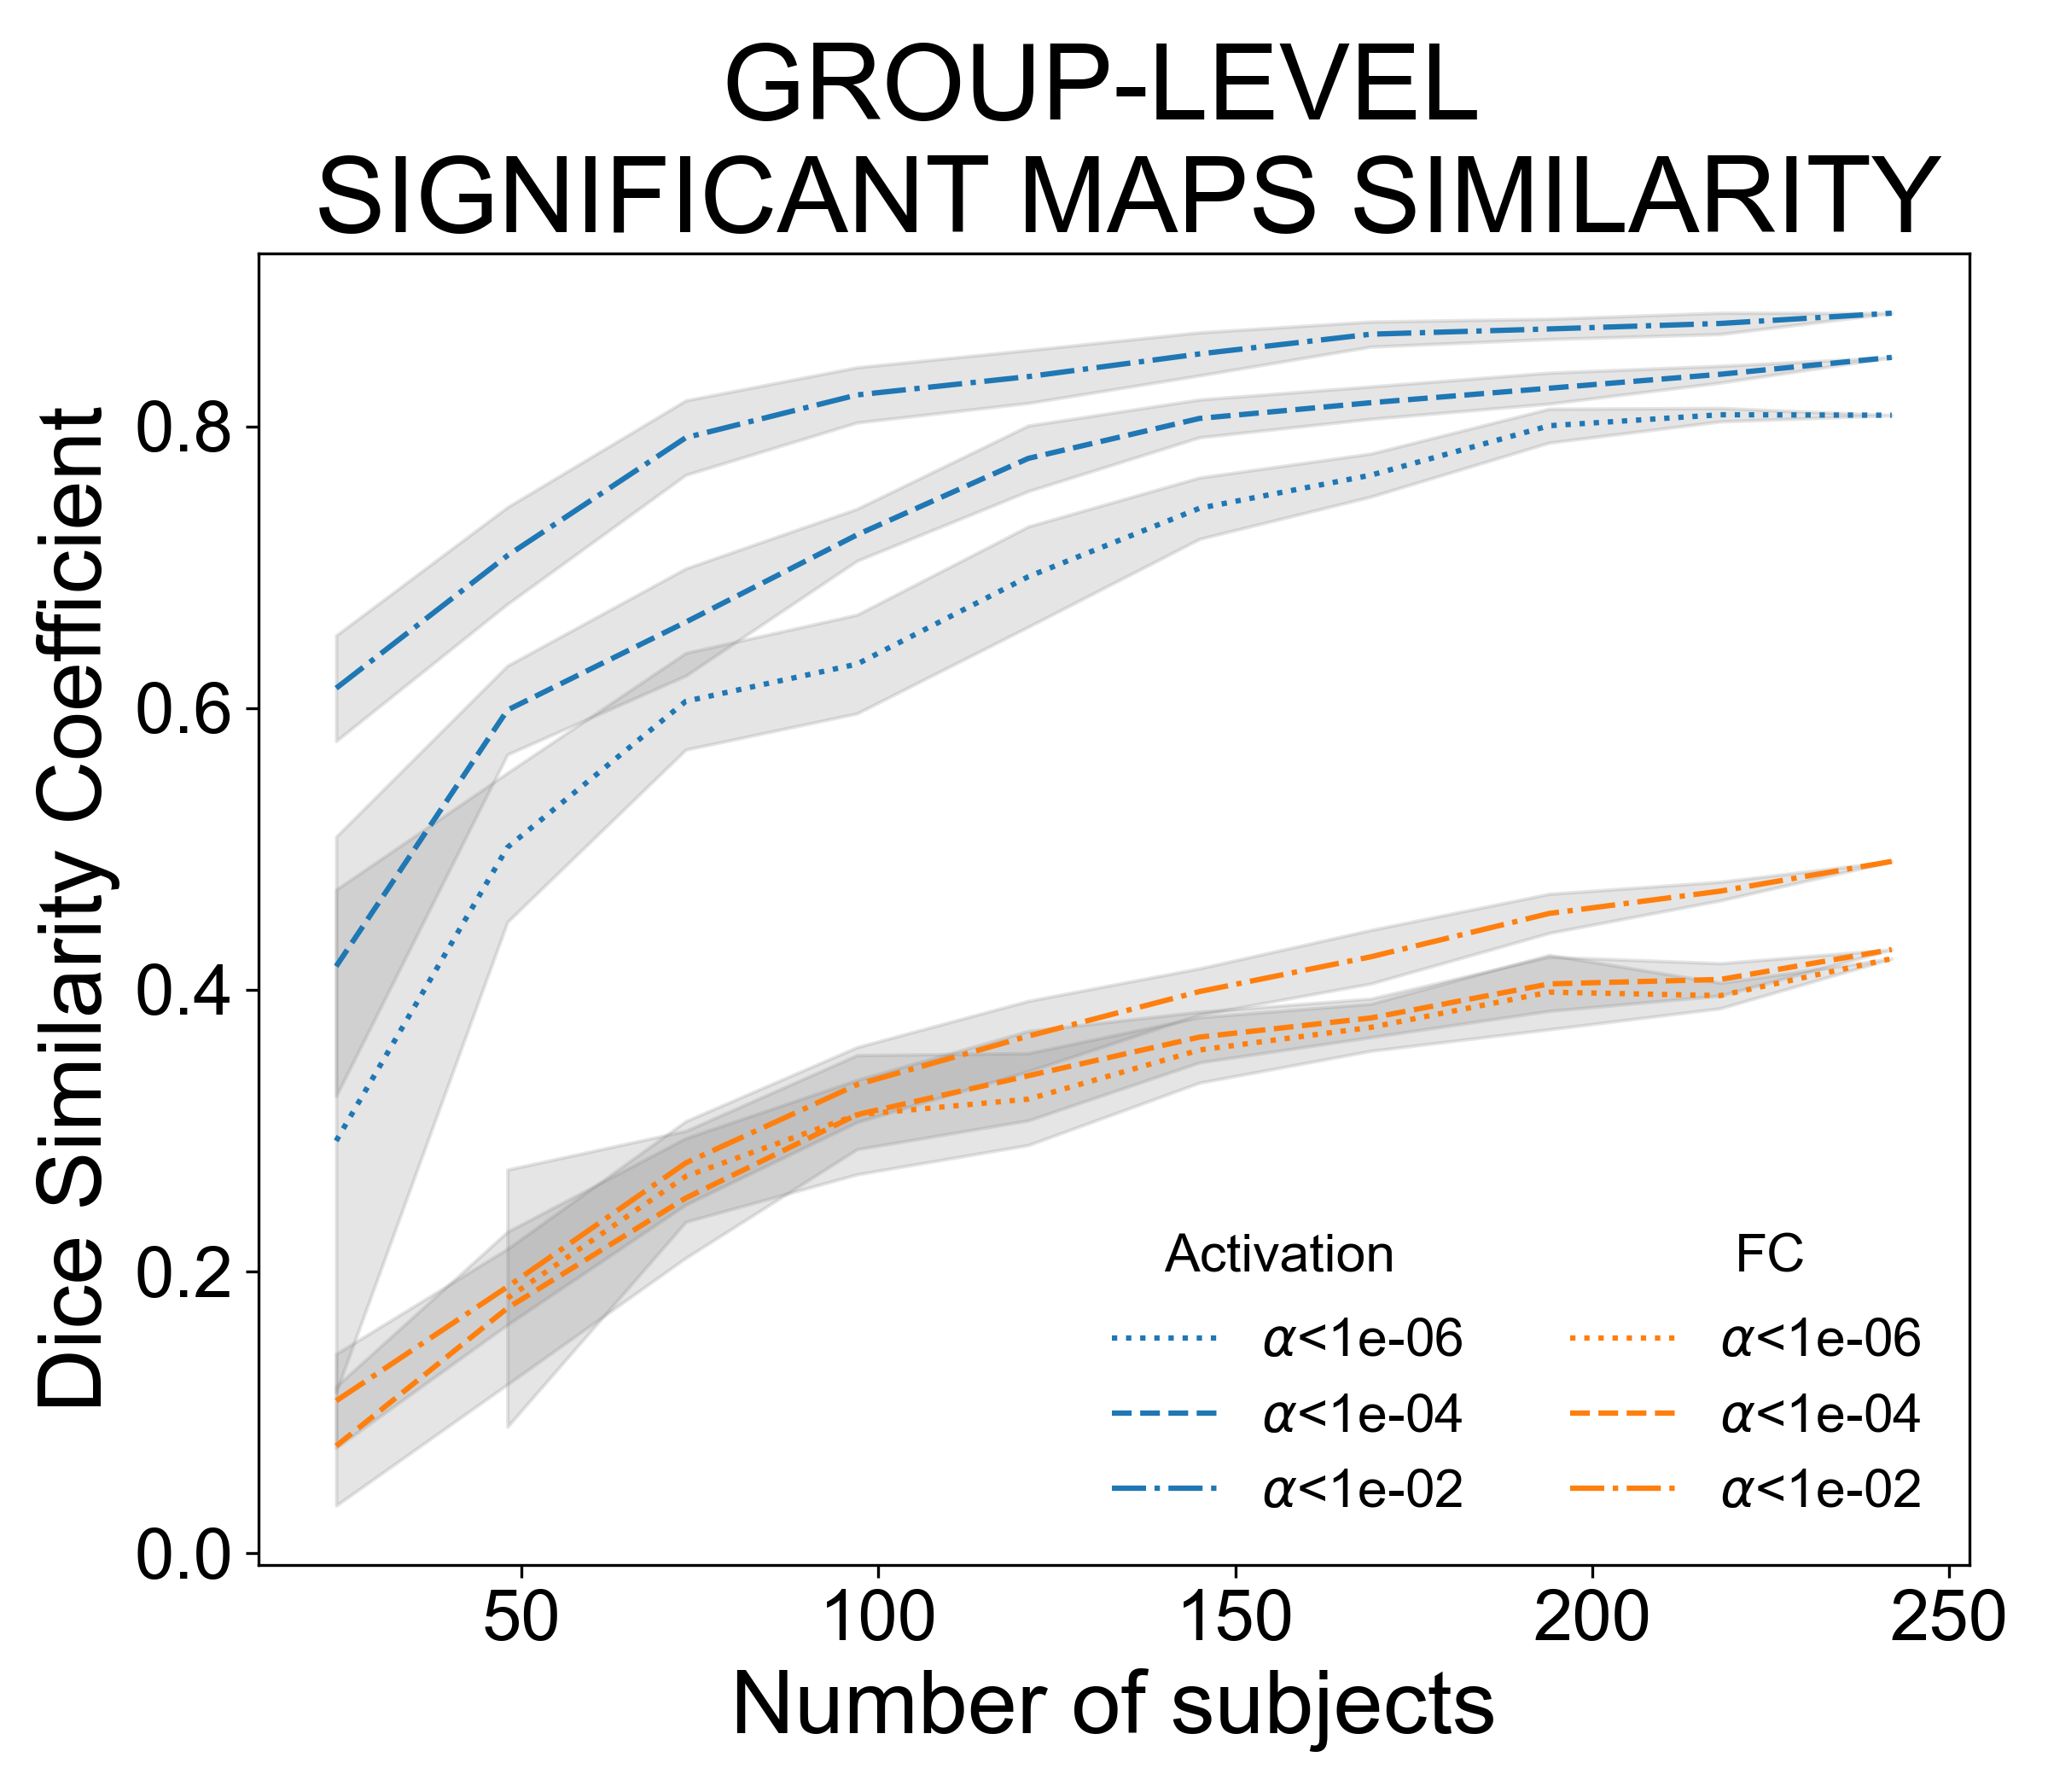 GROUP-LEVEL
SIGNIFICANT MAPS SIMILARITY
Dice Similarity Coefficient
0.8
0.6
0.4
0.2
0.0
Activation FC
α<1e-06 α<1e-06
α<1e-04 α<1e-04
α<1e-02 α<1e-02
50 100 150 200 250
Number of subjects